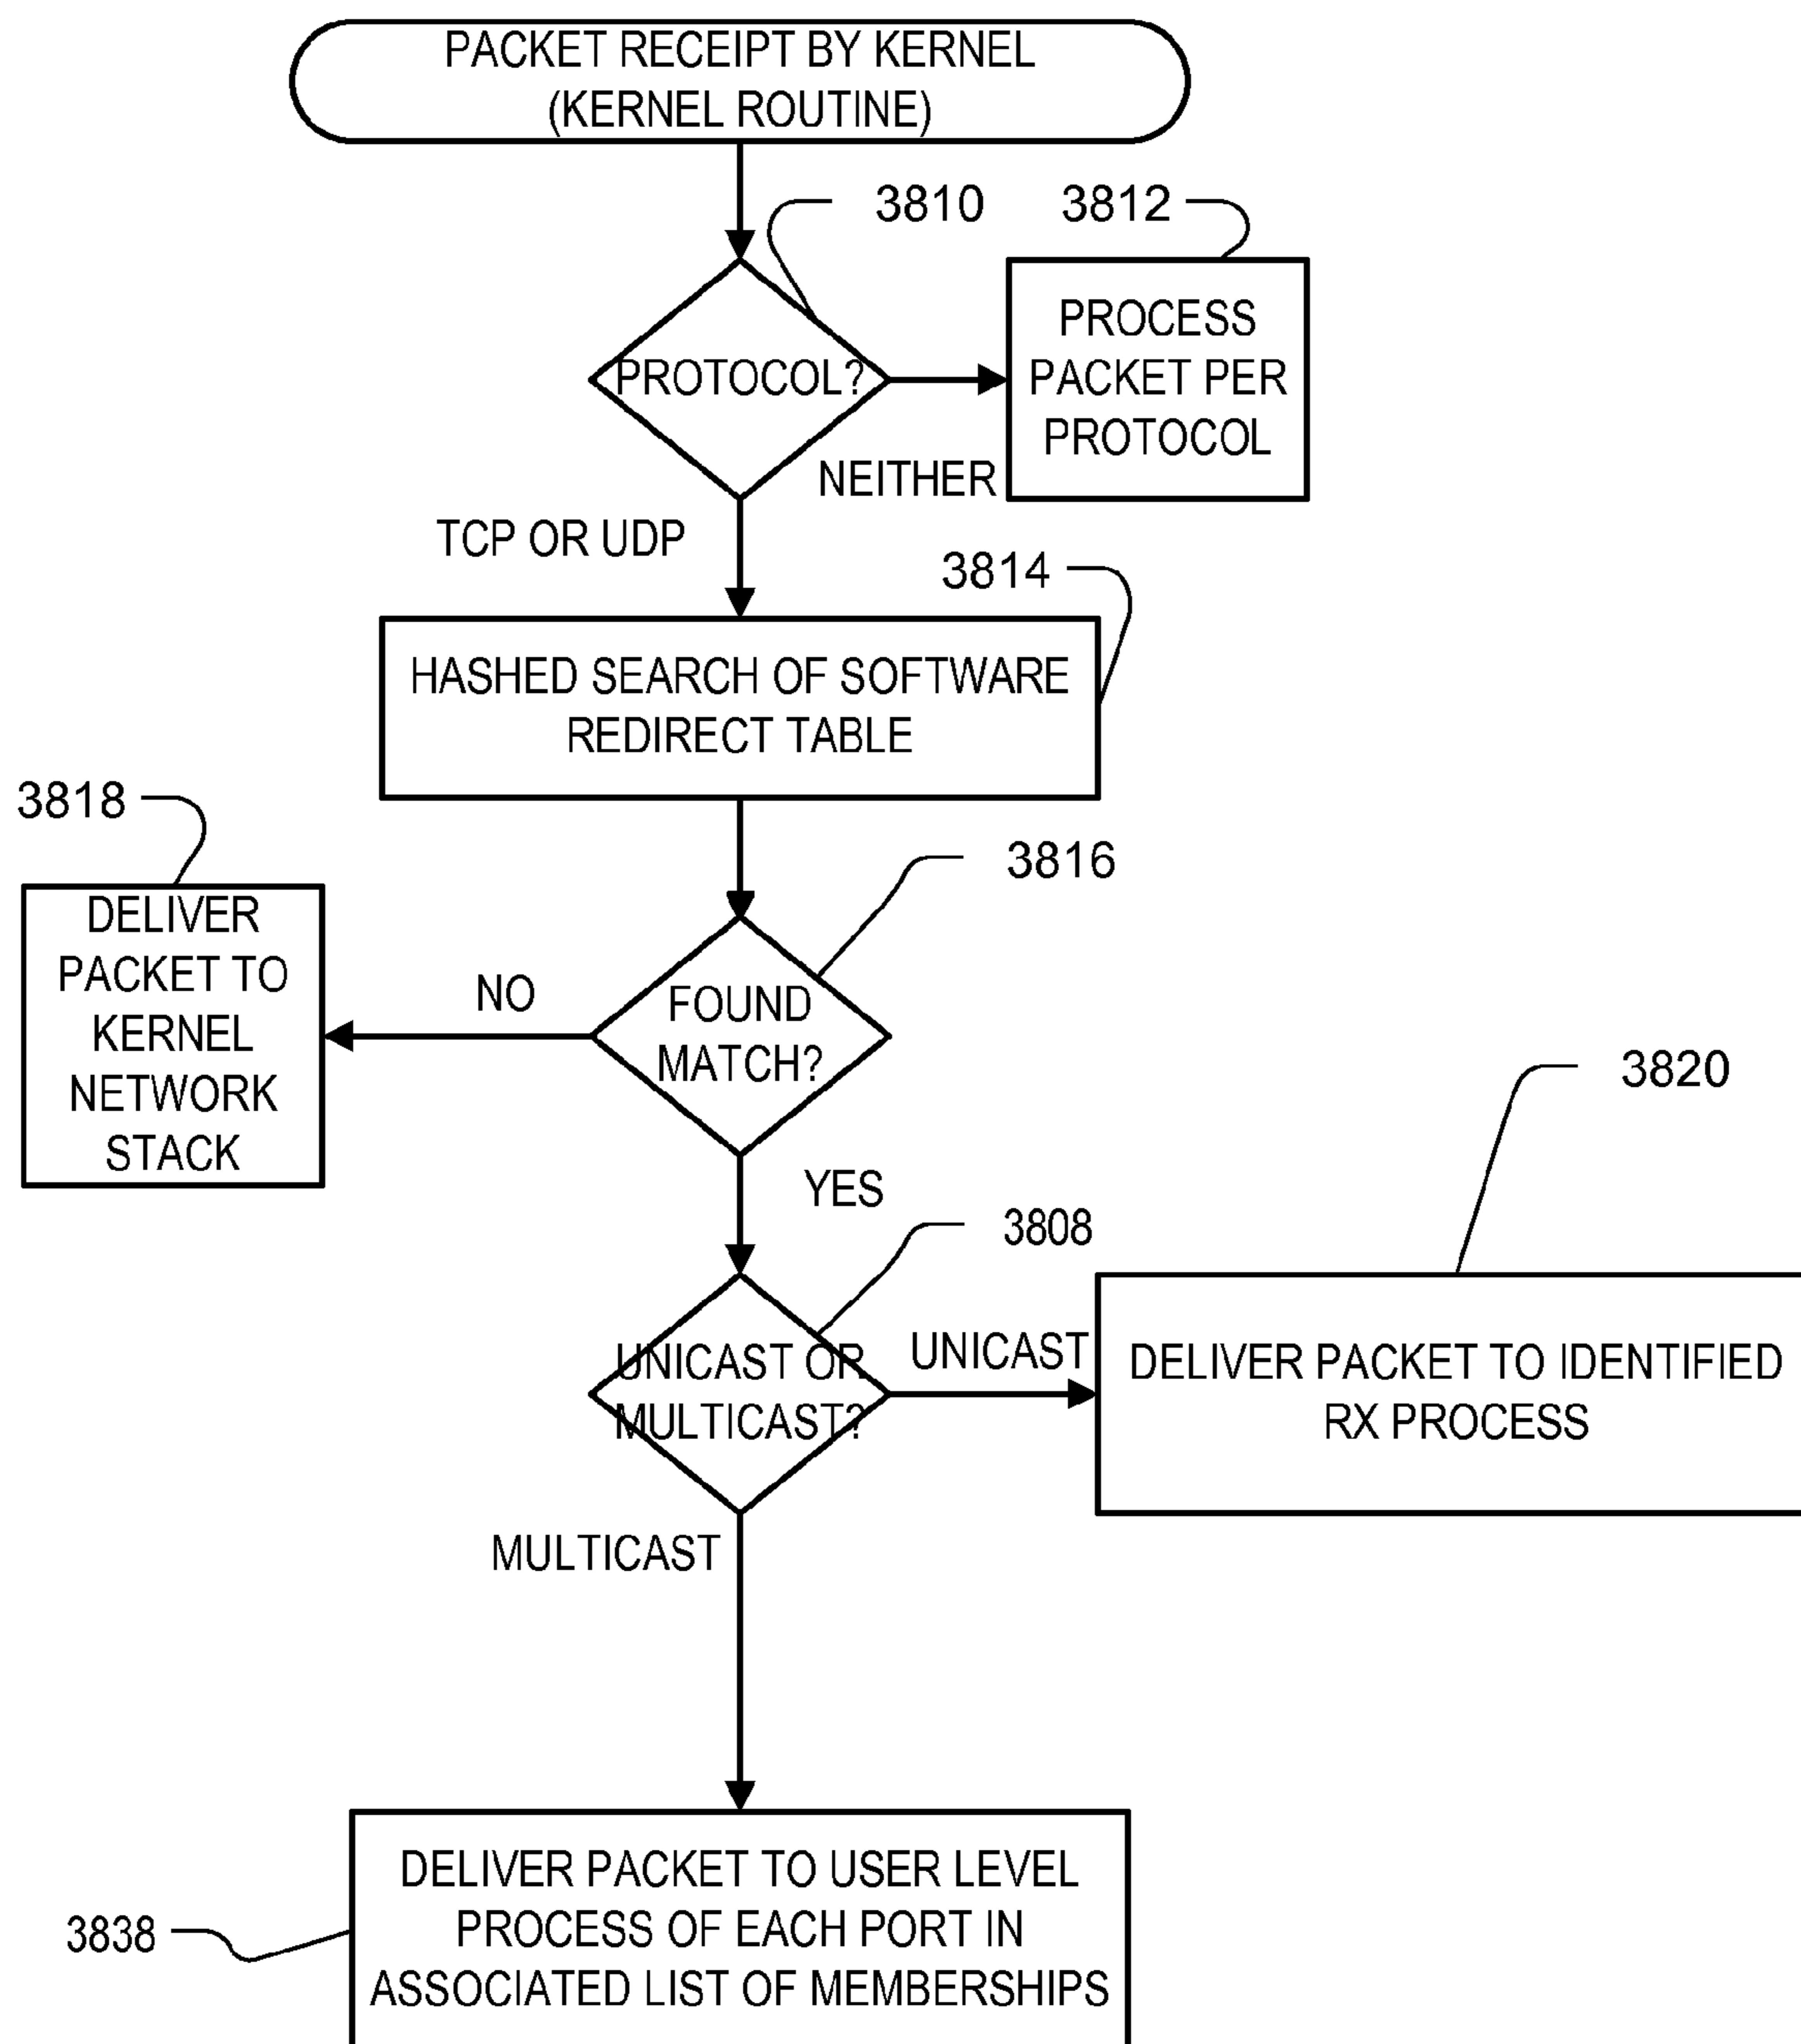 PACKET RECEIPT BY KERNEL
(KERNEL ROUTINE)
3810
3812
PROTOCOL?
PROCESS
PACKET PER
PROTOCOL
NEITHER
TCP OR UDP
3814
HASHED SEARCH OF SOFTWARE
REDIRECT TABLE
3818
3816
DELIVER
PACKET TO
KERNEL
NETWORK
STACK
NO
FOUND
MATCH?
3820
YES
3808
UNICAST OR
MULTICAST?
UNICAST
DELIVER PACKET TO IDENTIFIED
RX PROCESS
MULTICAST
DELIVER PACKET TO USER LEVEL
PROCESS OF EACH PORT IN
ASSOCIATED LIST OF MEMBERSHIPS
3838